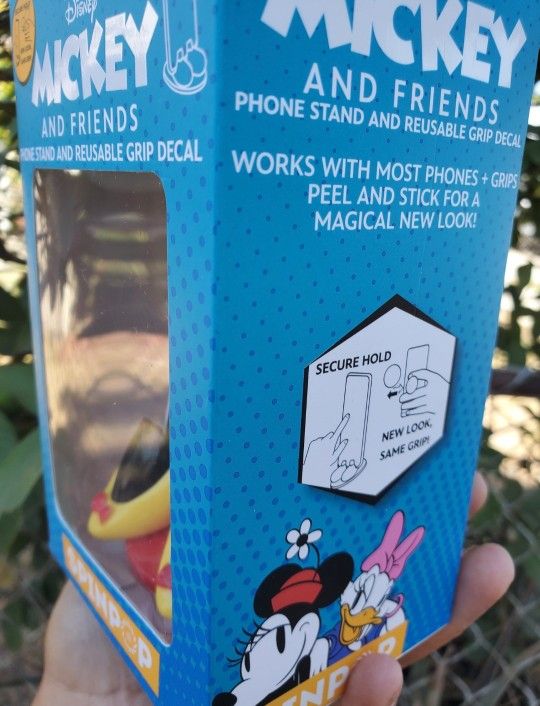 Disney
MICKEY
AND FRIENDS
PHONE STAND AND REUSABLE GRIP DECAL
SPINPOP
MICKEY
AND FRIENDS
PHONE STAND AND REUSABLE GRIP DECAL
WORKS WITH MOST PHONES + GRIPS
PEEL AND STICK FOR A
MAGICAL NEW LOOK!
SECURE HOLD
NEW LOOK,
SAME GRIP!